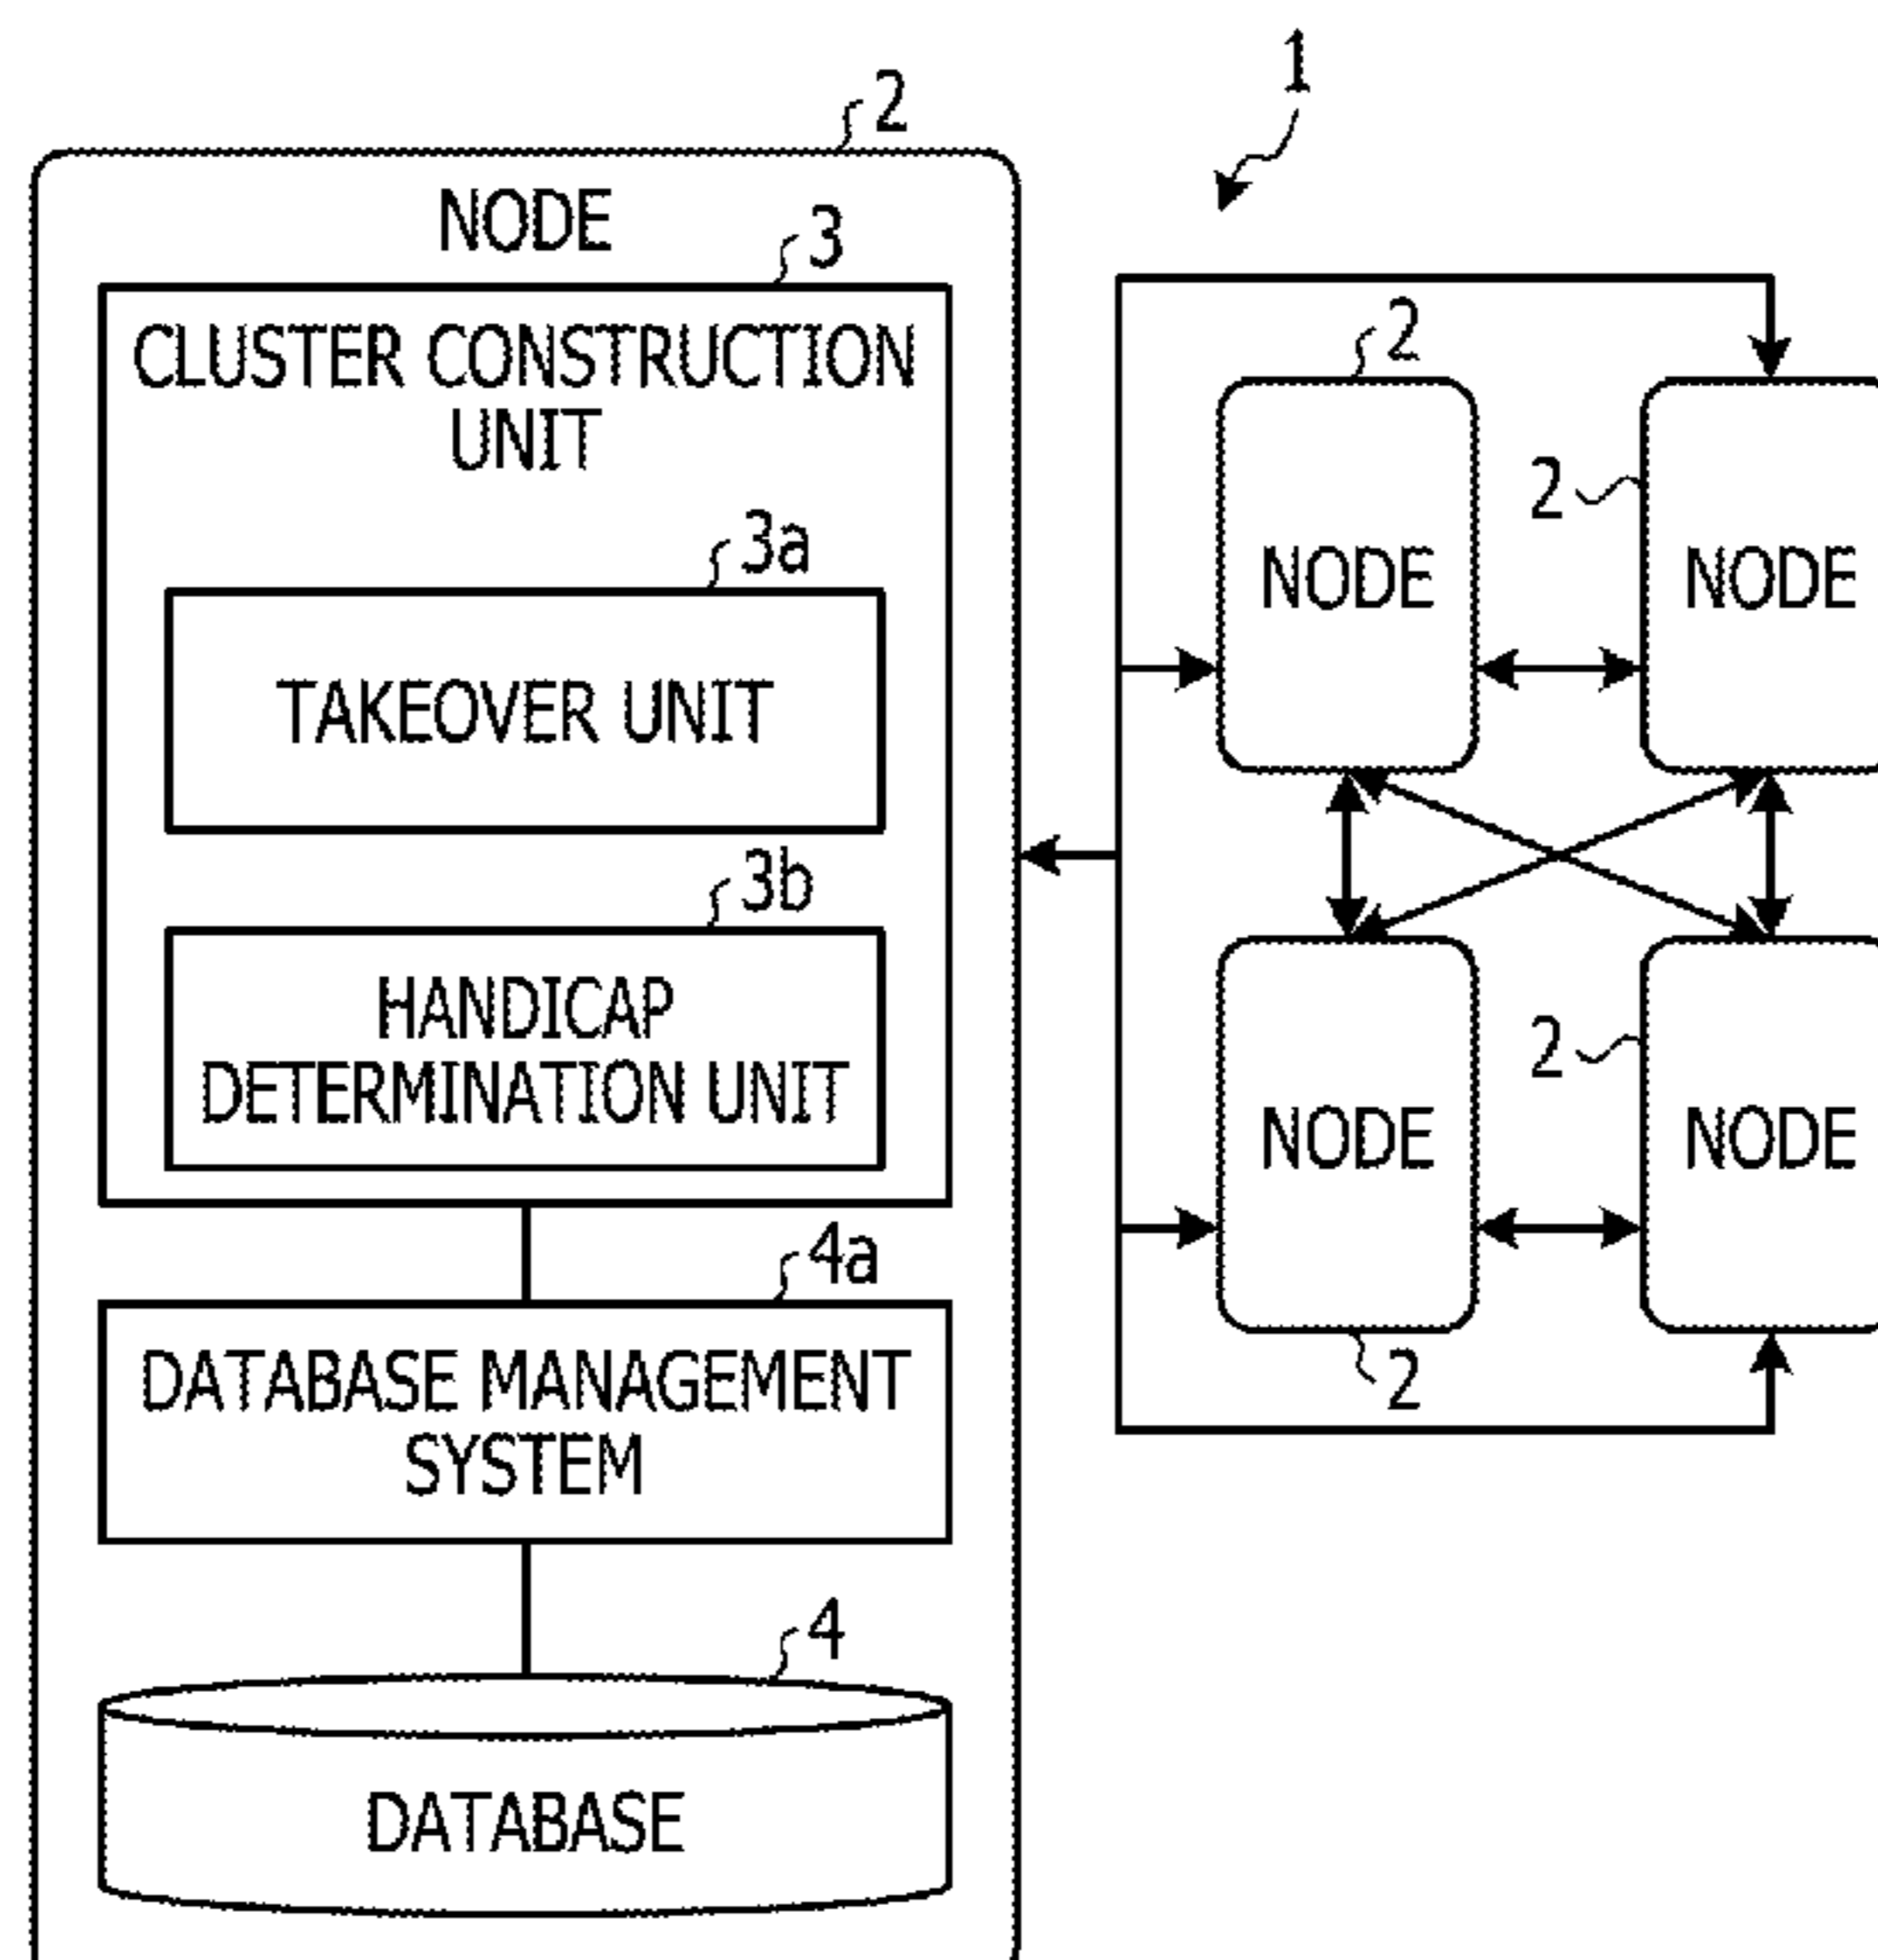 1
2
NODE
3
CLUSTER CONSTRUCTION
UNIT
3a
TAKEOVER UNIT
3b
HANDICAP
DETERMINATION UNIT
4a
DATABASE MANAGEMENT
SYSTEM
4
DATABASE
2
NODE
2
NODE
NODE
2
2
NODE